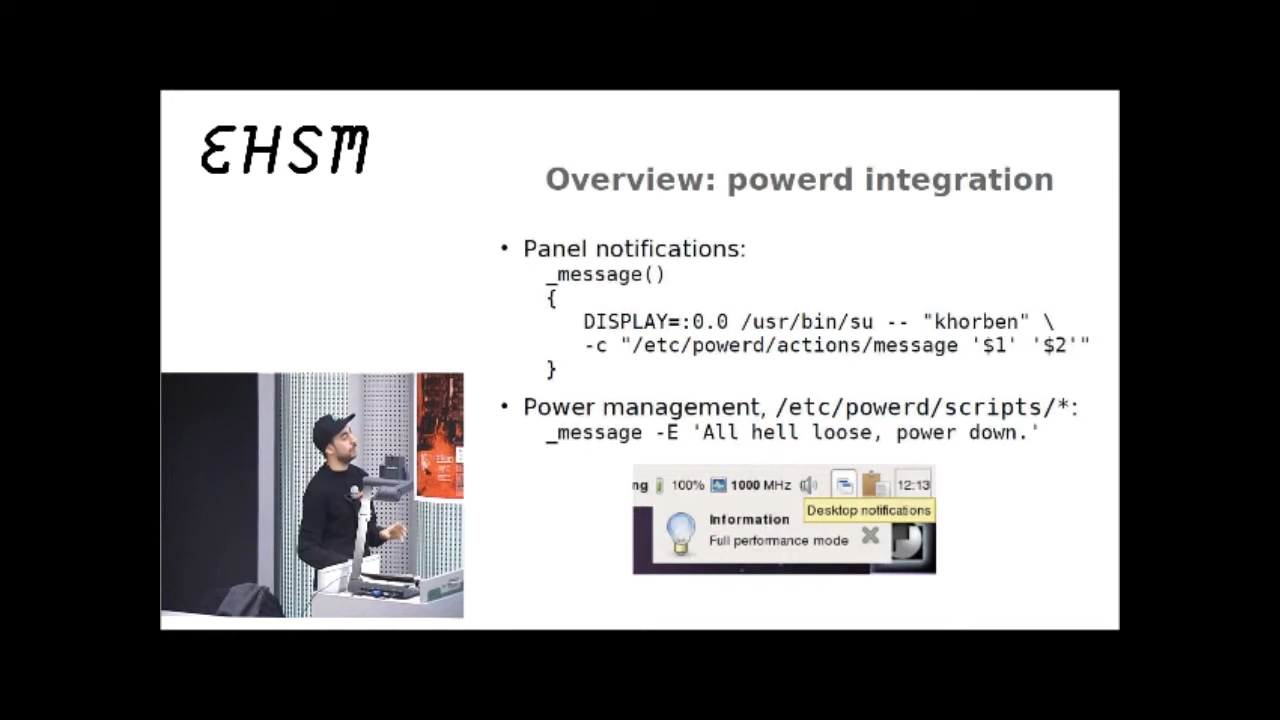 EHSM
Overview: powerd integration
• Panel notifications:
_message()
{
DISPLAY=:0.0 /usr/bin/su -- "khorben" \
-c "/etc/powerd/actions/message '$1' '$2'"
}
• Power management, /etc/powerd/scripts/*:
_message -E 'All hell loose, power down.'
ng 100% 1000 MHz 12:13
Desktop notifications
Information
Full performance mode